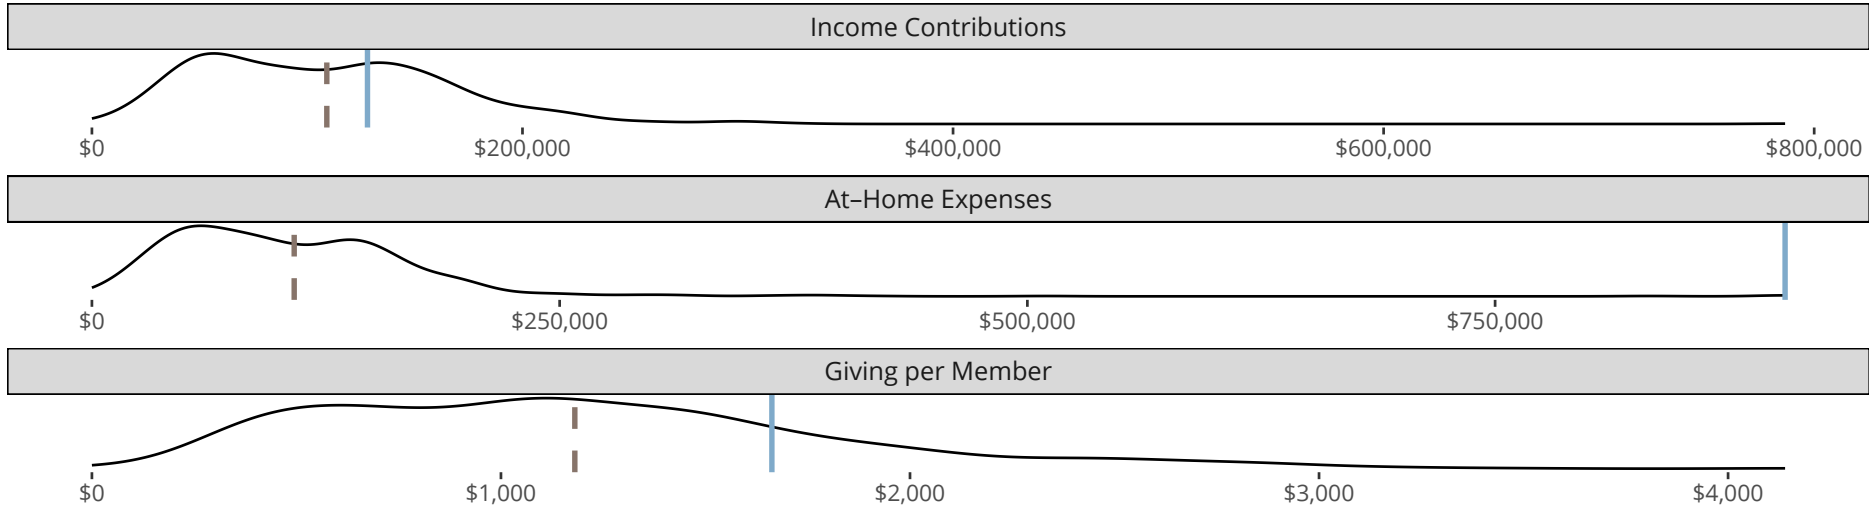 Income Contributions
$0 $200,000 $400,000 $600,000 $800,000
At–Home Expenses
$0 $250,000 $500,000 $750,000
Giving per Member
$0 $1,000 $2,000 $3,000 $4,000